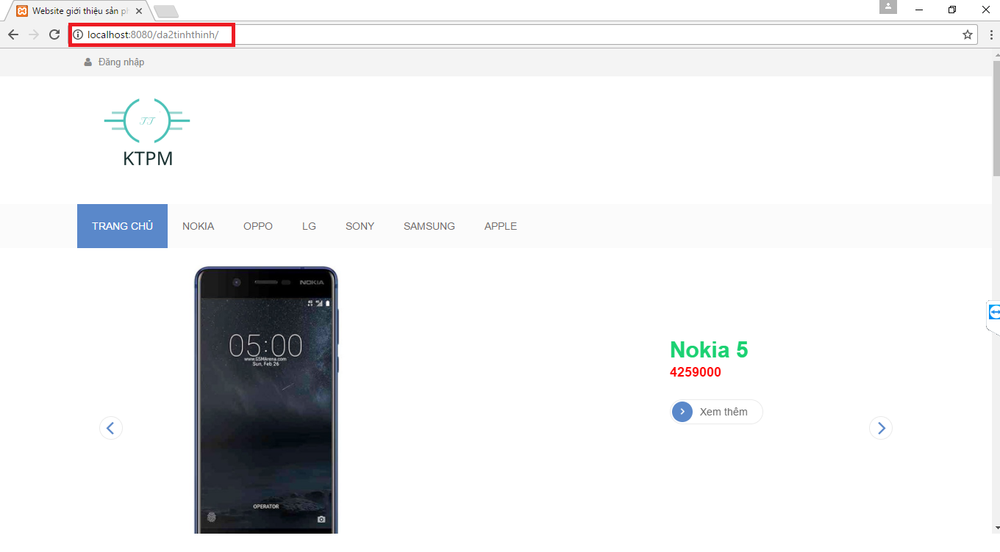 Website giới thiệu sản ph
localhost:8080/da2tinhthinh/
Đăng nhập
TT
KTPM
TRANG CHỦ NOKIA OPPO LG SONY SAMSUNG APPLE
NOKIA
05:00
www.GSMArena.com
Sun, Feb 26
Nokia 5
4259000
Xem thêm
OPERATOR